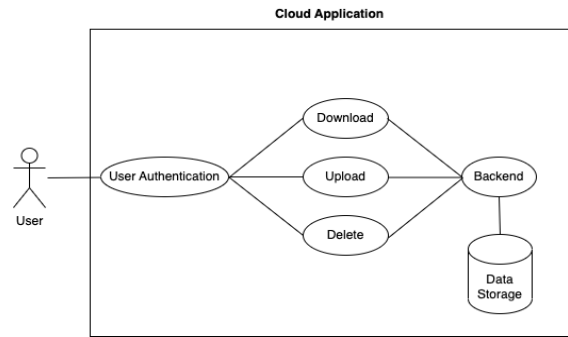 Cloud Application
Download
User Authentication
Upload
Backend
User
Delete
Data
Storage